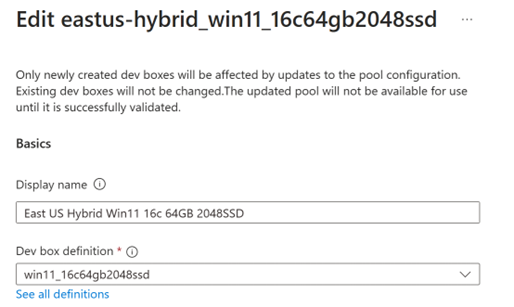 Edit eastus-hybrid_win11_16c64gb2048ssd ...
Only newly created dev boxes will be affected by updates to the pool configuration.
Existing dev boxes will not be changed.The updated pool will not be available for use
until it is successfully validated.
Basics
Display name
East US Hybrid Win11 16c 64GB 2048SSD
Dev box definition *
win11_16c64gb2048ssd
See all definitions